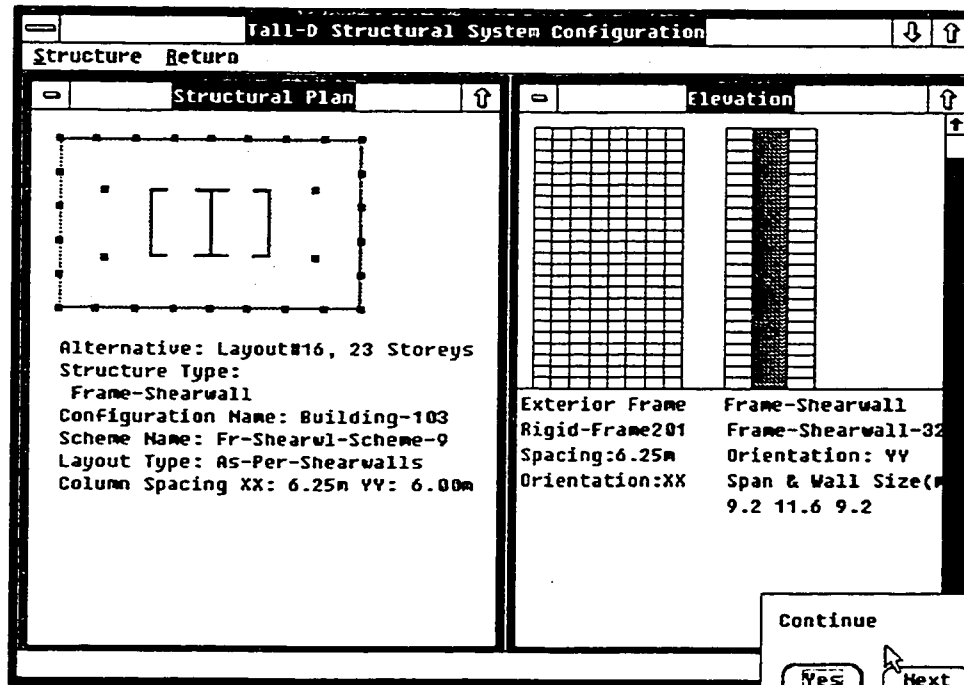 Tall-D Structural System Configuration
Structure Return
Structural Plan
Alternative: Layout#16, 23 Storeys
Structure Type:
Frame-Shearwall
Configuration Name: Building-103
Scheme Name: Fr-Shearwl-Scheme-9
Layout Type: As-Per-Shearwalls
Column Spacing XX: 6.25m YY: 6.00m
Elevation
Exterior Frame
Rigid-Frame201
Spacing:6.25m
Orientation:XX
Frame-Shearwall
Frame-Shearwall-32
Orientation: YY
Span & Wall Size(m
9.2 11.6 9.2
Continue
Yes Next